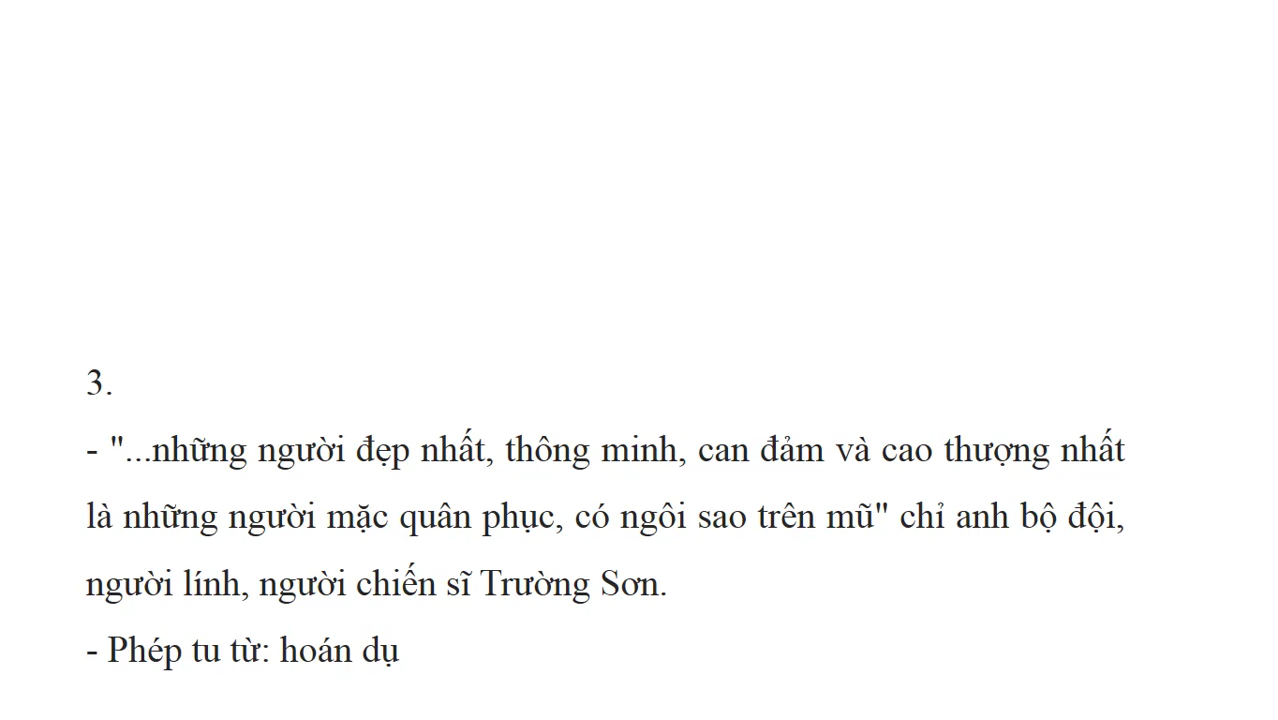 3.
- "...những người đẹp nhất, thông minh, can đảm và cao thượng nhất
là những người mặc quân phục, có ngôi sao trên mũ" chỉ anh bộ đội,
người lính, người chiến sĩ Trường Sơn.
- Phép tu từ: hoán dụ